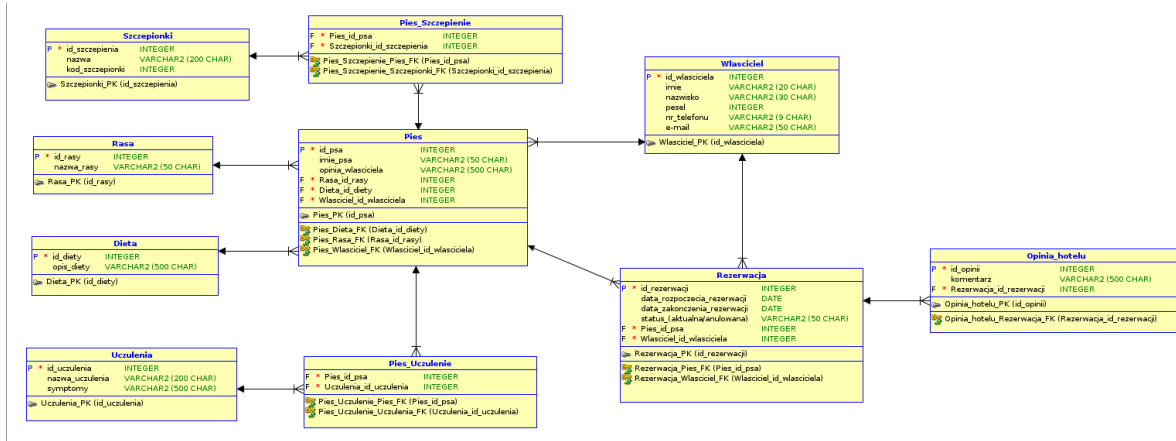 Szczepionki
P * id_szczepienia INTEGER
nazwa VARCHAR2 (200 CHAR)
kod_szczepionki INTEGER
Szczepionki_PK (id_szczepienia)
Pies_Szczepienie
F * Pies_id_psa INTEGER
F * Szczepionki_id_szczepienia INTEGER
Pies_Szczepienie_Pies_FK (Pies_id_psa)
Pies_Szczepienie_Szczepionki_FK (Szczepionki_id_szczepienia)
Wlasciciel
P * id_wlasciciela INTEGER
imie VARCHAR2 (20 CHAR)
nazwisko VARCHAR2 (30 CHAR)
pesel INTEGER
nr_telefonu VARCHAR2 (9 CHAR)
e-mail VARCHAR2 (50 CHAR)
Wlasciciel_PK (id_wlasciciela)
Rasa
P * id_rasy INTEGER
nazwa_rasy VARCHAR2 (50 CHAR)
Rasa_PK (id_rasy)
Pies
P * id_psa INTEGER
imie_psa VARCHAR2 (50 CHAR)
opinia_wlasciciela VARCHAR2 (500 CHAR)
F * Rasa_id_rasy INTEGER
F * Dieta_id_diety INTEGER
F * Wlasciciel_id_wlasciciela INTEGER
Pies_PK (id_psa)
Pies_Dieta_FK (Dieta_id_diety)
Pies_Rasa_FK (Rasa_id_rasy)
Pies_Wlasciciel_FK (Wlasciciel_id_wlasciciela)
Dieta
P * id_diety INTEGER
opis_diety VARCHAR2 (500 CHAR)
Dieta_PK (id_diety)
Rezerwacja
P * id_rezerwacji INTEGER
data_rozpoczecia_rezerwacji DATE
data_zakonczenia_rezerwacji DATE
status_(aktualna/anulowana) VARCHAR2 (50 CHAR)
F * Pies_id_psa INTEGER
F * Wlasciciel_id_wlasciciela INTEGER
Rezerwacja_PK (id_rezerwacji)
Rezerwacja_Pies_FK (Pies_id_psa)
Rezerwacja_Wlasciciel_FK (Wlasciciel_id_wlasciciela)
Opinia_hotelu
P * id_opinii INTEGER
komentarz VARCHAR2 (500 CHAR)
F * Rezerwacja_id_rezerwacji INTEGER
Opinia_hotelu_PK (id_opinii)
Opinia_hotelu_Rezerwacja_FK (Rezerwacja_id_rezerwacji)
Uczulenia
P * id_uczulenia INTEGER
nazwa_uczulenia VARCHAR2 (200 CHAR)
symptomy VARCHAR2 (500 CHAR)
Uczulenia_PK (id_uczulenia)
Pies_Uczulenie
F * Pies_id_psa INTEGER
F * Uczulenia_id_uczulenia INTEGER
Pies_Uczulenie_Pies_FK (Pies_id_psa)
Pies_Uczulenie_Uczulenia_FK (Uczulenia_id_uczulenia)